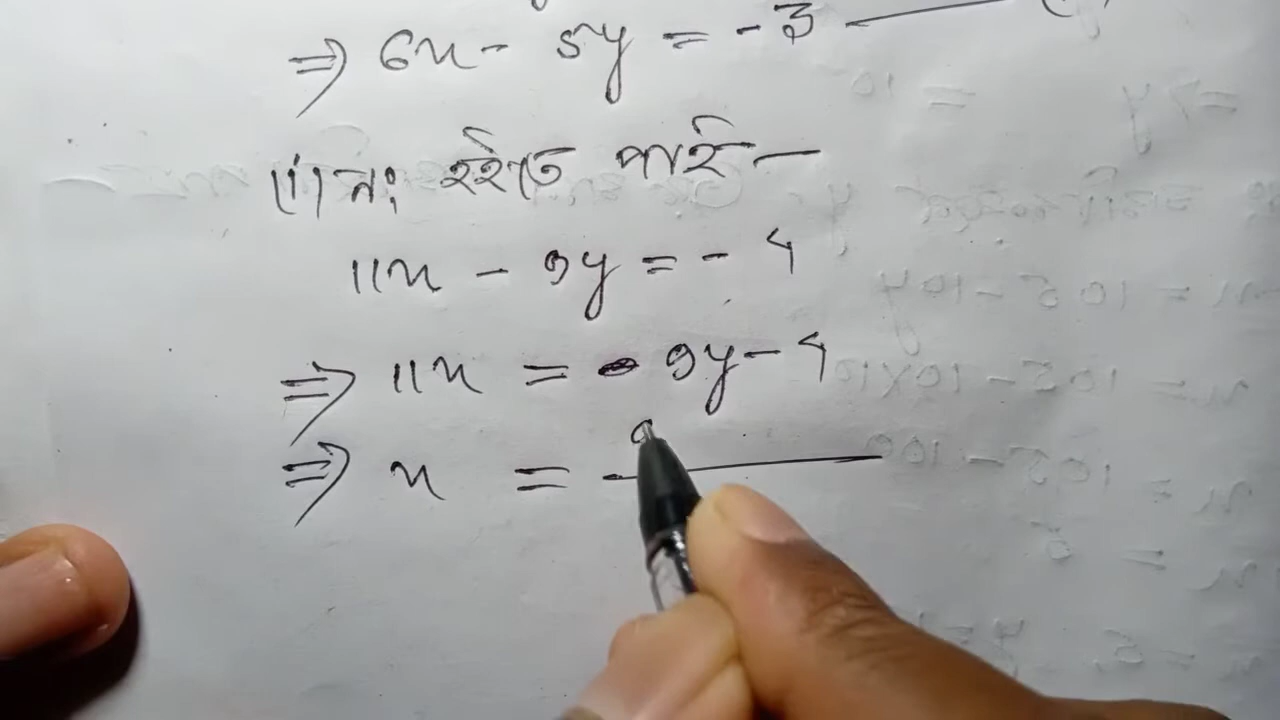 ⇒ 6x - 5y = -3
(i) নং হইতে পাই —
11x - 9y = - 4
⇒ 11x = 9y - 4
⇒ x =